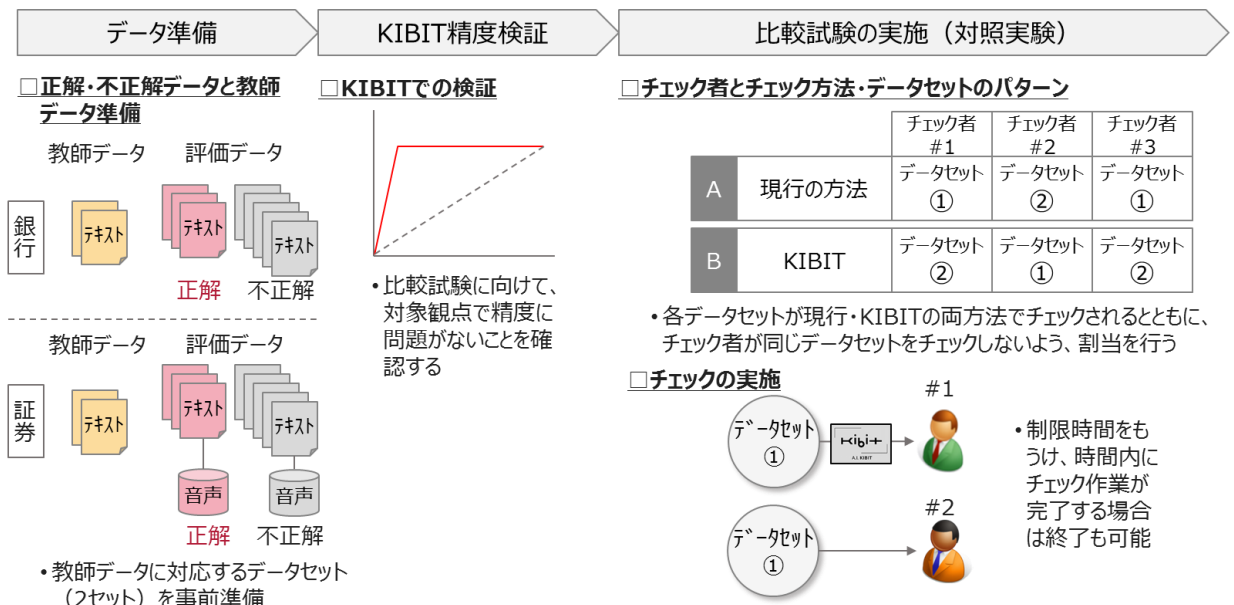 データ準備
KIBIT精度検証
比較試験の実施（対照実験）
□正解・不正解データと教師
データ準備
教師データ
評価データ
銀行
テキスト
テキスト
テキスト
正解
不正解
教師データ
評価データ
証券
テキスト
テキスト
テキスト
音声
音声
正解
不正解
•教師データに対応するデータセット
（2セット）を事前準備
□KIBITでの検証
•比較試験に向けて、
対象観点で精度に
問題がないことを確
認する
□チェック者とチェック方法・データセットのパターン
チェック者
#1
チェック者
#2
チェック者
#3
A
現行の方法
データセット
①
データセット
②
データセット
①
B
KIBIT
データセット
②
データセット
①
データセット
②
•各データセットが現行・KIBITの両方法でチェックされるとともに、
チェック者が同じデータセットをチェックしないよう、割当を行う
□チェックの実施
データセット
①
Kibit
A.I. KIBIT
#1
データセット
①
#2
•制限時間をも
うけ、時間内に
チェック作業が
完了する場合
は終了も可能